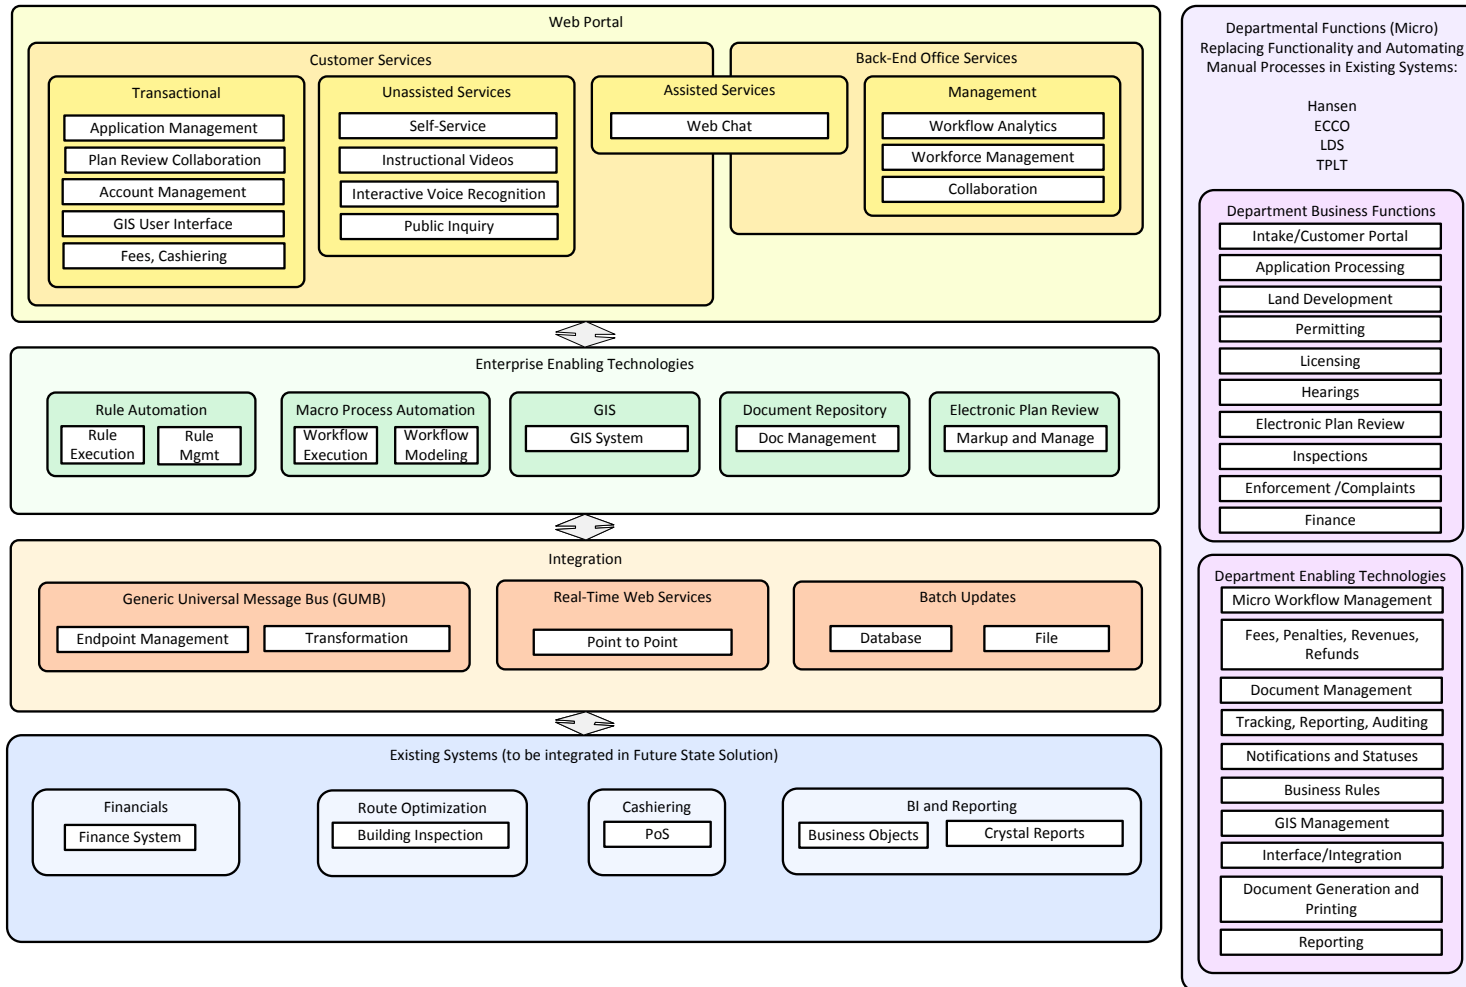 Web Portal
Customer Services
Transactional
Application Management
Plan Review Collaboration
Account Management
GIS User Interface
Fees, Cashiering
Unassisted Services
Self-Service
Instructional Videos
Interactive Voice Recognition
Public Inquiry
Assisted Services
Web Chat
Back-End Office Services
Management
Workflow Analytics
Workforce Management
Collaboration
Enterprise Enabling Technologies
Rule Automation
Rule
Execution
Rule
Mgmt
Macro Process Automation
Workflow
Execution
Workflow
Modeling
GIS
GIS System
Document Repository
Doc Management
Electronic Plan Review
Markup and Manage
Integration
Generic Universal Message Bus (GUMB)
Endpoint Management
Transformation
Real-Time Web Services
Point to Point
Batch Updates
Database
File
Existing Systems (to be integrated in Future State Solution)
Financials
Finance System
Route Optimization
Building Inspection
Cashiering
PoS
BI and Reporting
Business Objects
Crystal Reports
Departmental Functions (Micro)
Replacing Functionality and Automating
Manual Processes in Existing Systems:
Hansen
ECCO
LDS
TPLT
Department Business Functions
Intake/Customer Portal
Application Processing
Land Development
Permitting
Licensing
Hearings
Electronic Plan Review
Inspections
Enforcement /Complaints
Finance
Department Enabling Technologies
Micro Workflow Management
Fees, Penalties, Revenues,
Refunds
Document Management
Tracking, Reporting, Auditing
Notifications and Statuses
Business Rules
GIS Management
Interface/Integration
Document Generation and
Printing
Reporting